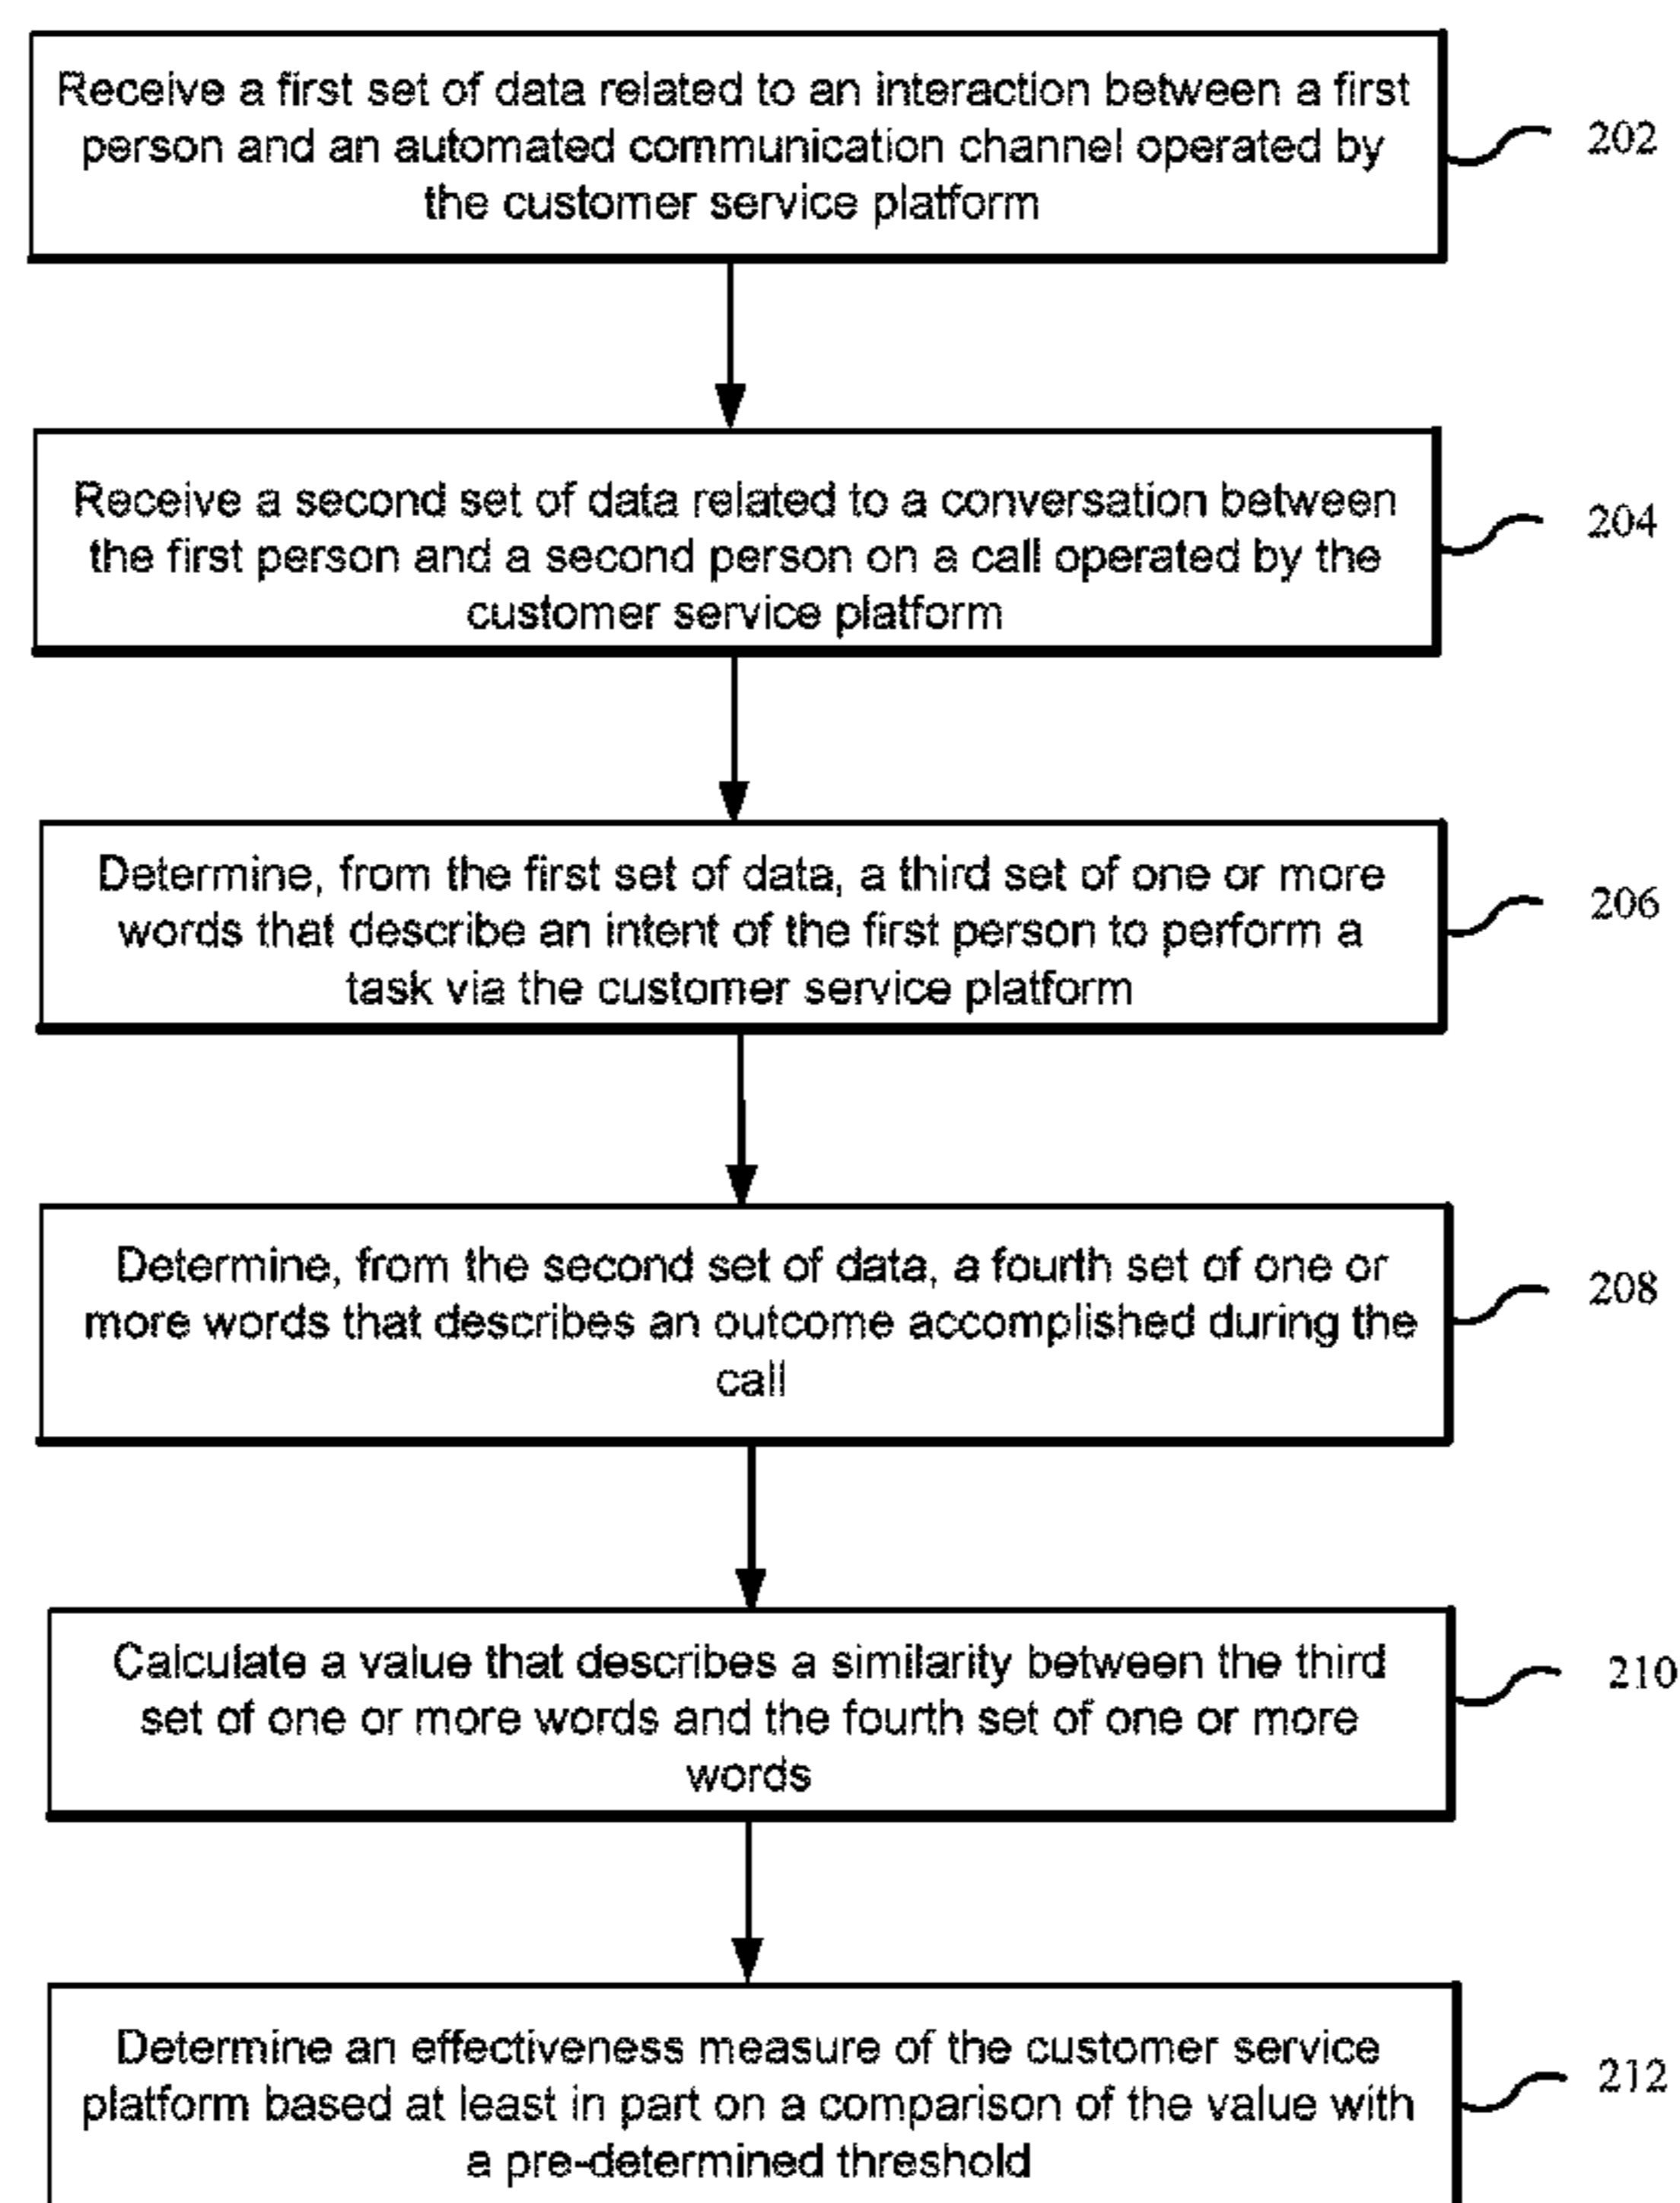 Receive a first set of data related to an interaction between a first
person and an automated communication channel operated by
the customer service platform
202
Receive a second set of data related to a conversation between
the first person and a second person on a call operated by the
customer service platform
204
Determine, from the first set of data, a third set of one or more
words that describe an intent of the first person to perform a
task via the customer service platform
206
Determine, from the second set of data, a fourth set of one or
more words that describes an outcome accomplished during the
call
208
Calculate a value that describes a similarity between the third
set of one or more words and the fourth set of one or more
words
210
Determine an effectiveness measure of the customer service
platform based at least in part on a comparison of the value with
a pre-determined threshold
212